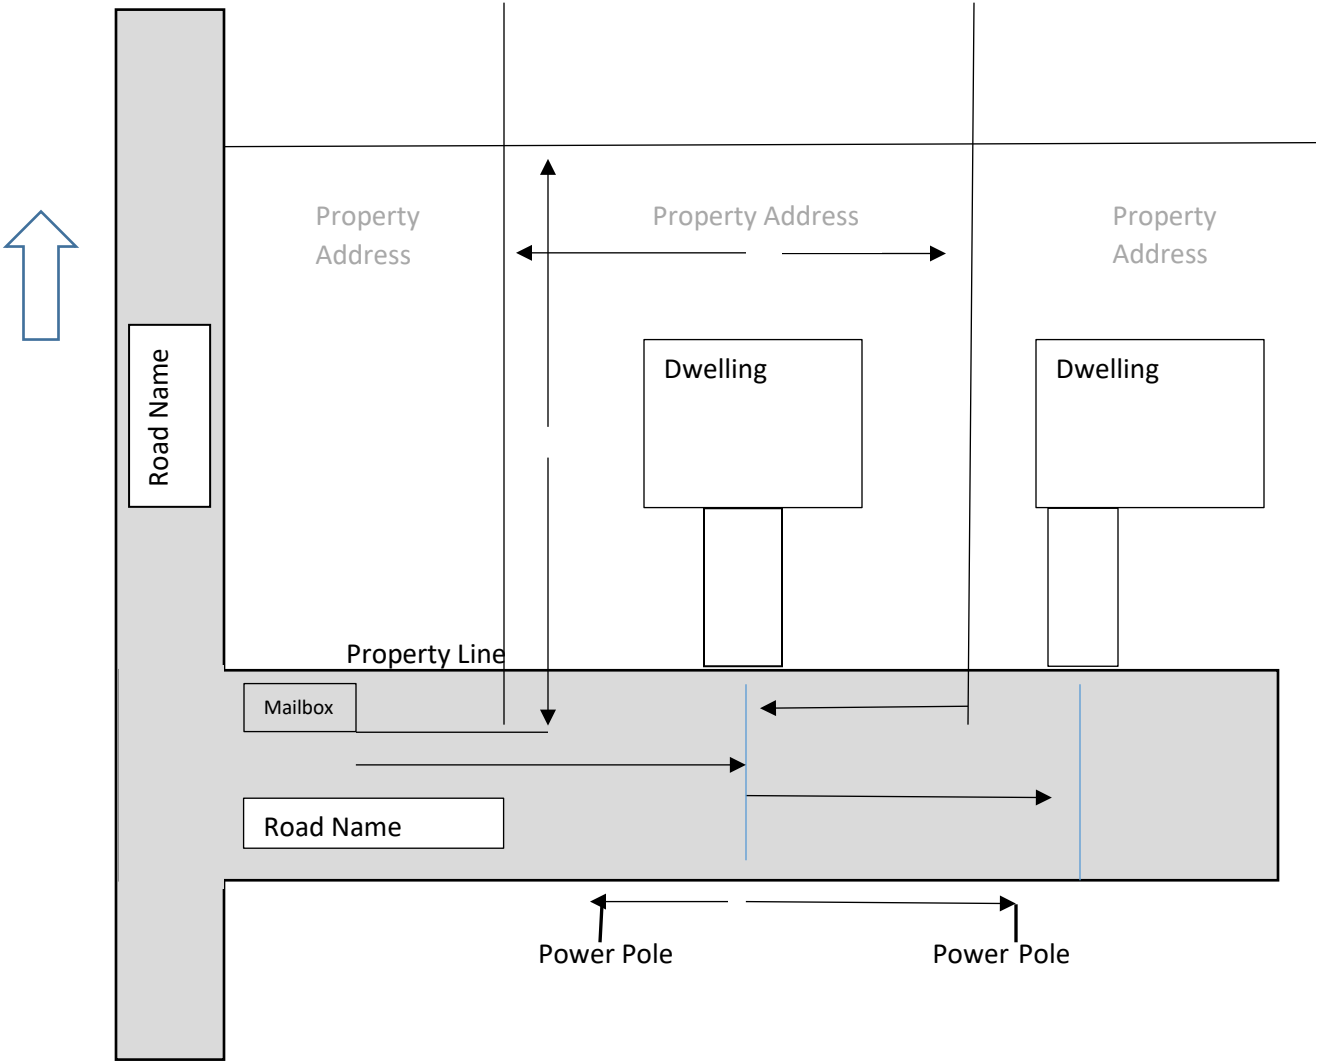 Property
Address
Property Address
Property
Address
Road Name
Dwelling
Dwelling
Property Line
Mailbox
Road Name
Power Pole
Power Pole